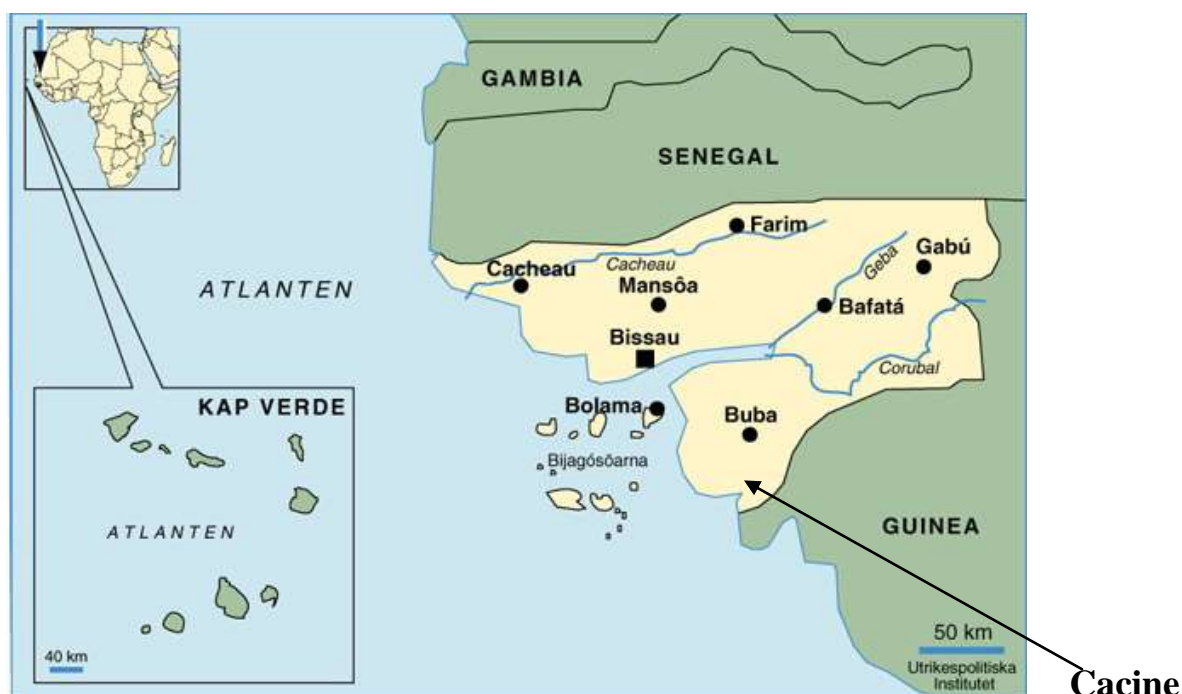 GAMBIA
SENEGAL
Farim
Gabú
Geba
Cacheau
Cacheau
Mansôa
ATLANTEN
Bafatá
Bissau
Corubal
KAP VERDE
Bolama
Buba
Bijagósöarna
ATLANTEN
GUINEA
50 km
40 km
Utrikespolitiska
Institutet
Cacine